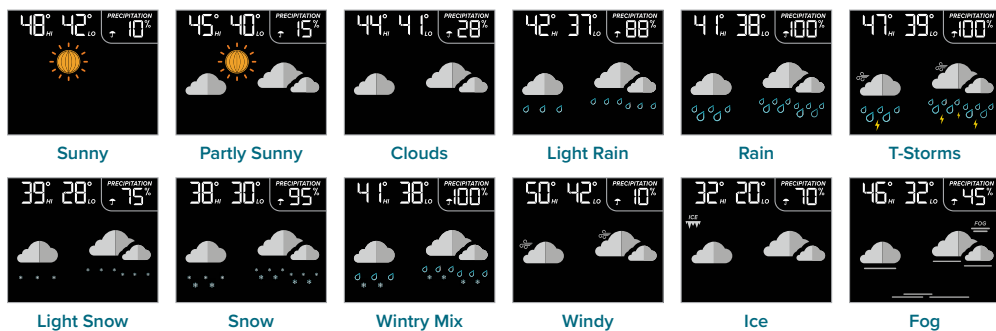 48° HI 42° LO PRECIPITATION 10%
45° HI 40° LO PRECIPITATION 15%
44° HI 41° LO PRECIPITATION 28%
42° HI 37° LO PRECIPITATION 88%
41° HI 38° LO PRECIPITATION 100%
47° HI 39° LO PRECIPITATION 100%
Sunny
Partly Sunny
Clouds
Light Rain
Rain
T-Storms
39° HI 28° LO PRECIPITATION 75%
38° HI 30° LO PRECIPITATION 95%
41° HI 38° LO PRECIPITATION 100%
50° HI 42° LO PRECIPITATION 10%
32° HI 20° LO PRECIPITATION 10%
ICE
46° HI 32° LO PRECIPITATION 45%
FOG
Light Snow
Snow
Wintry Mix
Windy
Ice
Fog